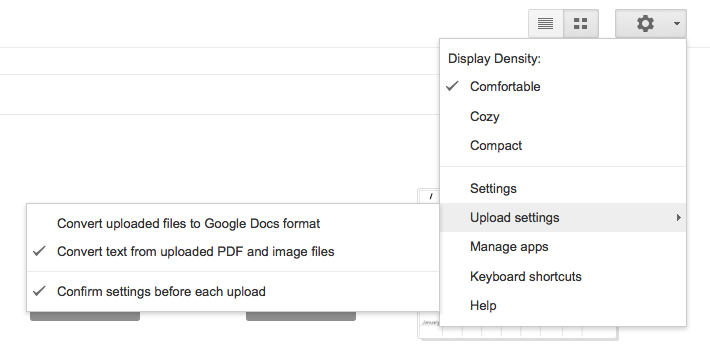 Display Density:
Comfortable
Cozy
Compact
Settings
Upload settings
Manage apps
Keyboard shortcuts
Help
Convert uploaded files to Google Docs format
Convert text from uploaded PDF and image files
Confirm settings before each upload
January